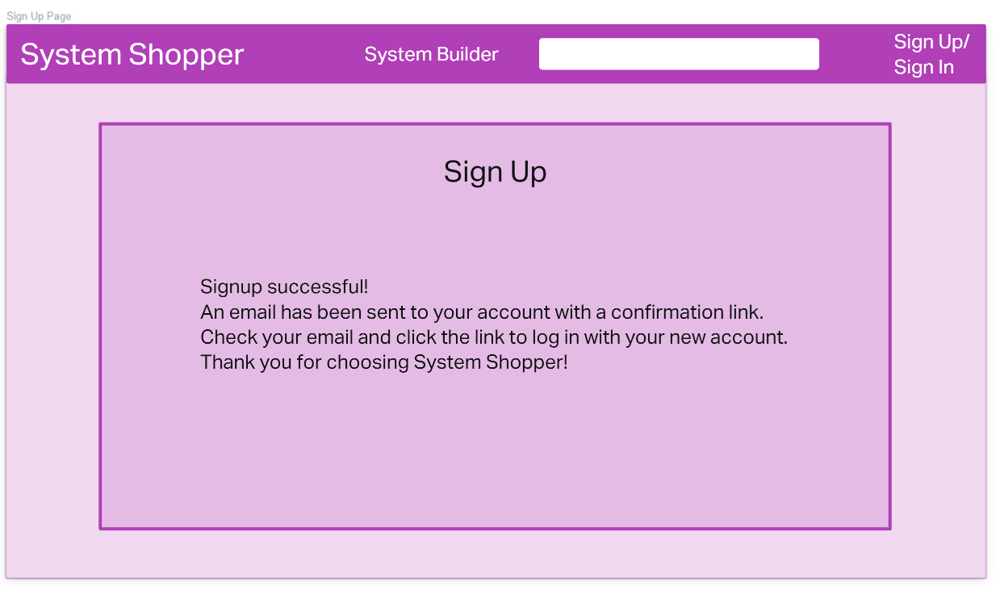 Sign Up Page
System Shopper
System Builder
Sign Up/
Sign In
Sign Up
Signup successful!
An email has been sent to your account with a confirmation link.
Check your email and click the link to log in with your new account.
Thank you for choosing System Shopper!